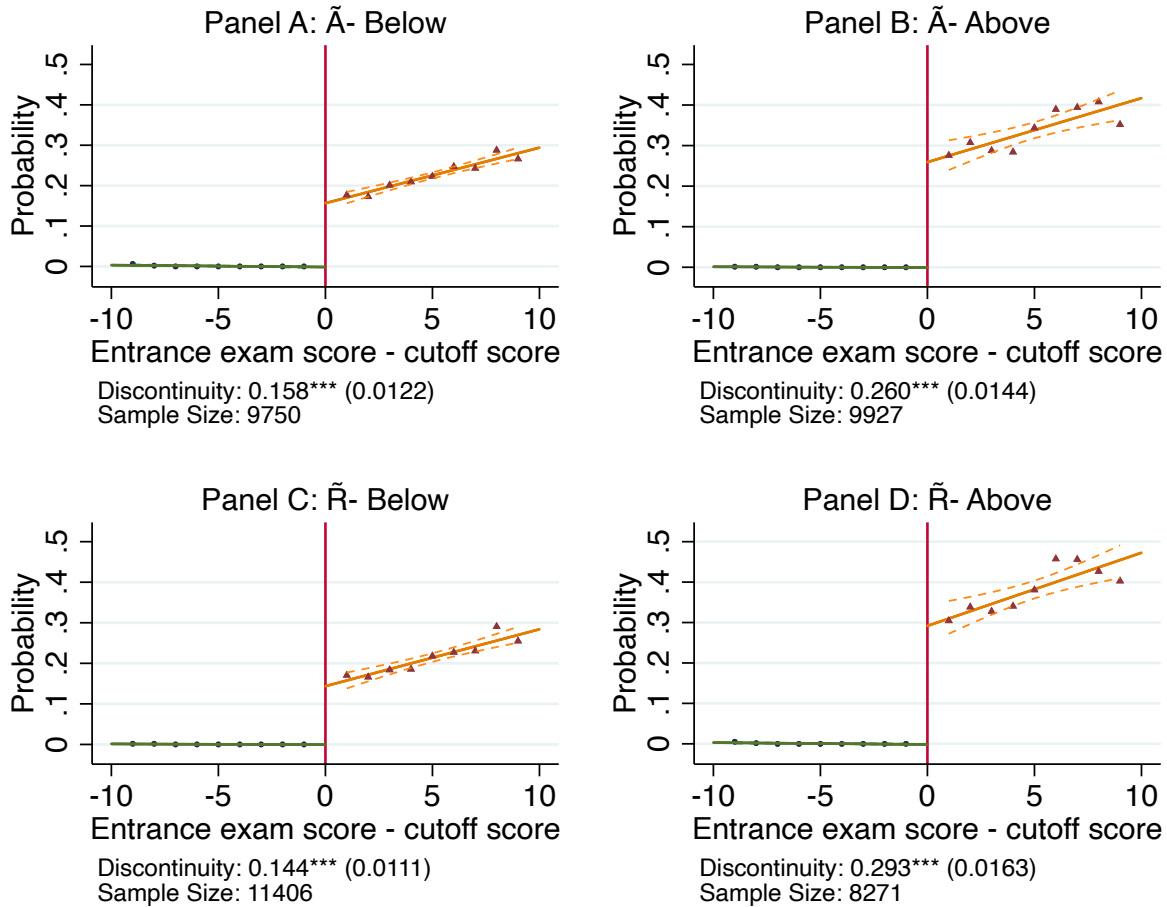 Panel A: Ã- Below
Probability
0 .1 .2 .3 .4 .5
-10 -5 0 5 10
Entrance exam score - cutoff score
Discontinuity: 0.158*** (0.0122)
Sample Size: 9750
Panel B: Ã- Above
Probability
0 .1 .2 .3 .4 .5
-10 -5 0 5 10
Entrance exam score - cutoff score
Discontinuity: 0.260*** (0.0144)
Sample Size: 9927
Panel C: R̃- Below
Probability
0 .1 .2 .3 .4 .5
-10 -5 0 5 10
Entrance exam score - cutoff score
Discontinuity: 0.144*** (0.0111)
Sample Size: 11406
Panel D: R̃- Above
Probability
0 .1 .2 .3 .4 .5
-10 -5 0 5 10
Entrance exam score - cutoff score
Discontinuity: 0.293*** (0.0163)
Sample Size: 8271